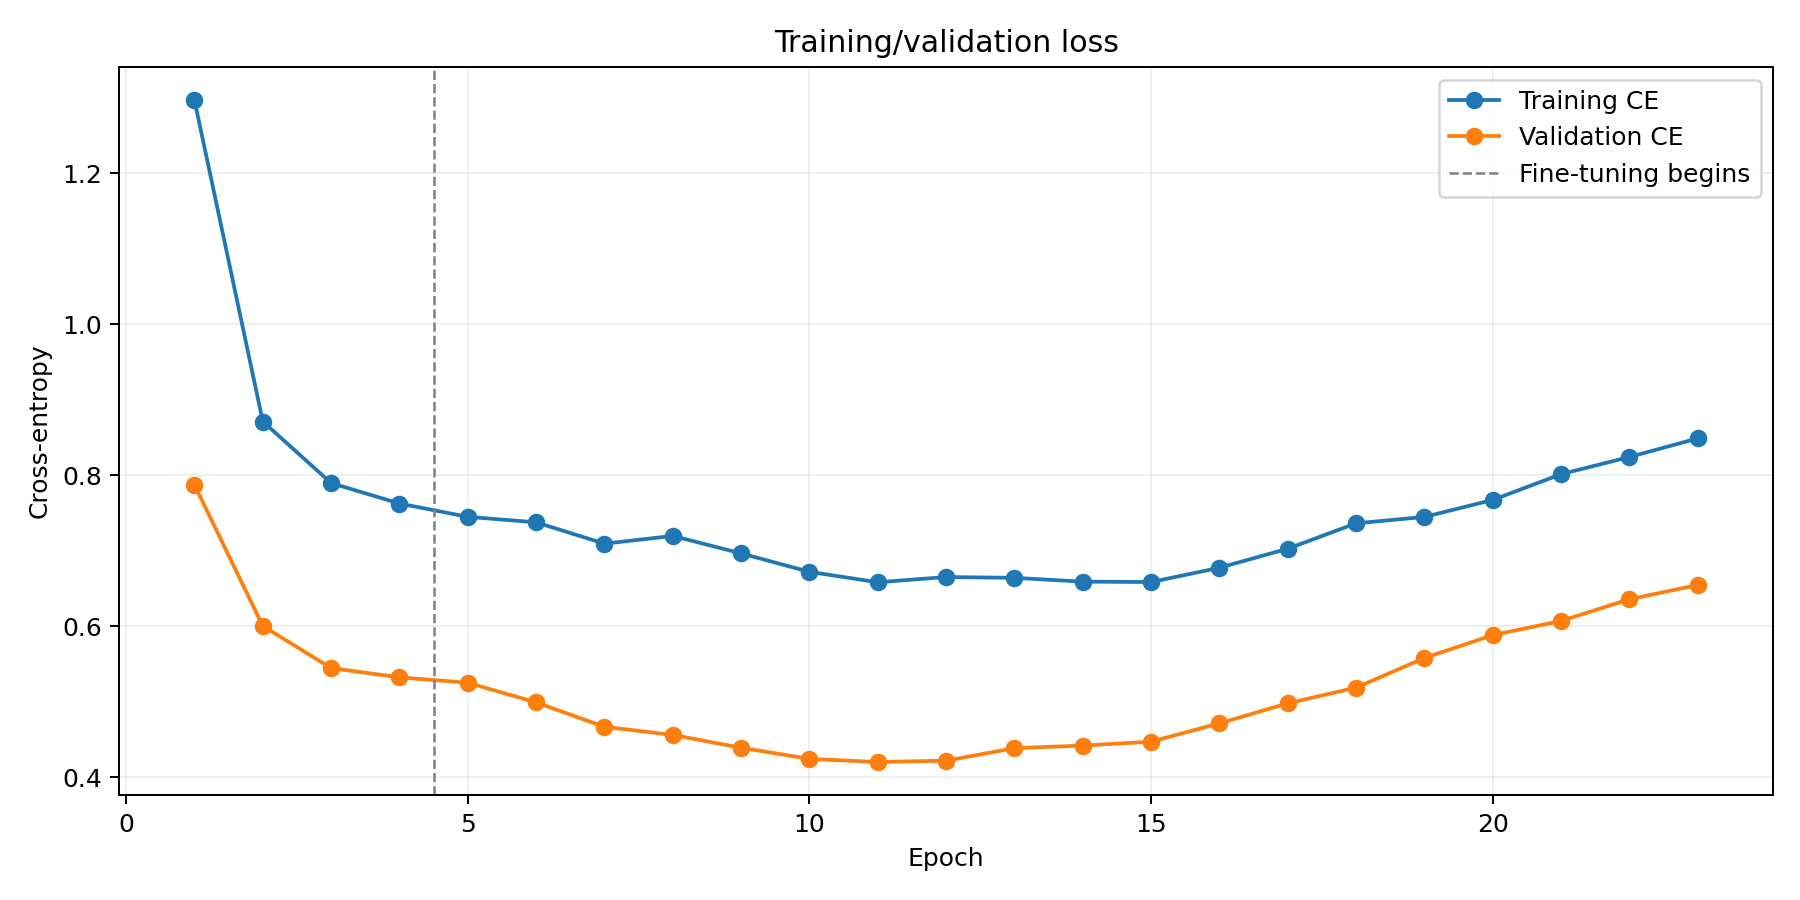 Training/validation loss
Training CE
Validation CE
Fine-tuning begins
Cross-entropy
1.2
1.0
0.8
0.6
0.4
0 5 10 15 20
Epoch